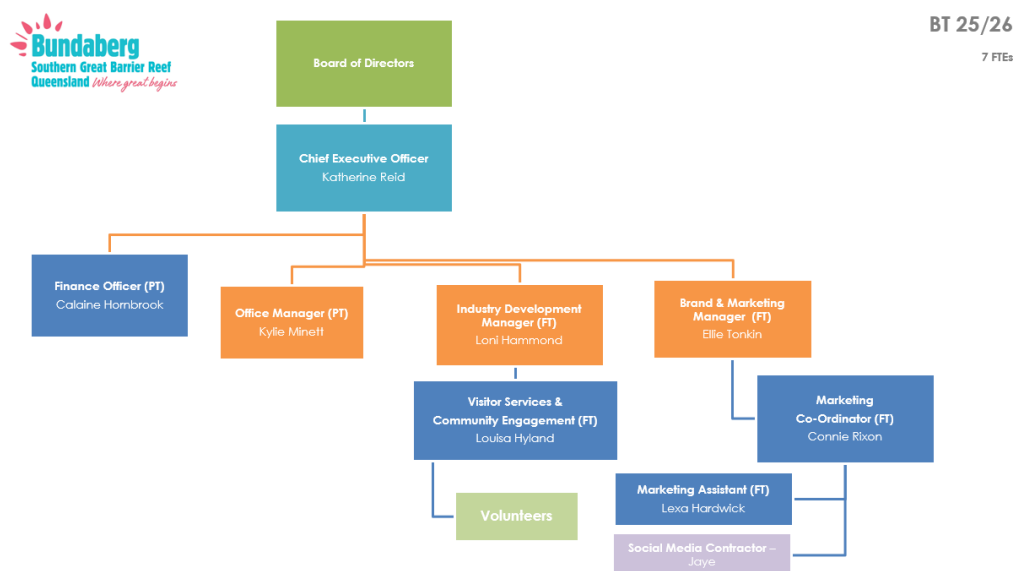 Bundaberg
Southern Great Barrier Reef
Queensland Where great begins
BT 25/26
7 FTEs
Board of Directors
Chief Executive Officer
Katherine Reid
Finance Officer (PT)
Calaine Hornbrook
Office Manager (PT)
Kylie Minett
Industry Development
Manager (FT)
Loni Hammond
Brand & Marketing
Manager (FT)
Ellie Tonkin
Visitor Services &
Community Engagement (FT)
Louisa Hyland
Marketing
Co-Ordinator (FT)
Connie Rixon
Marketing Assistant (FT)
Lexa Hardwick
Volunteers
Social Media Contractor –
Jaye